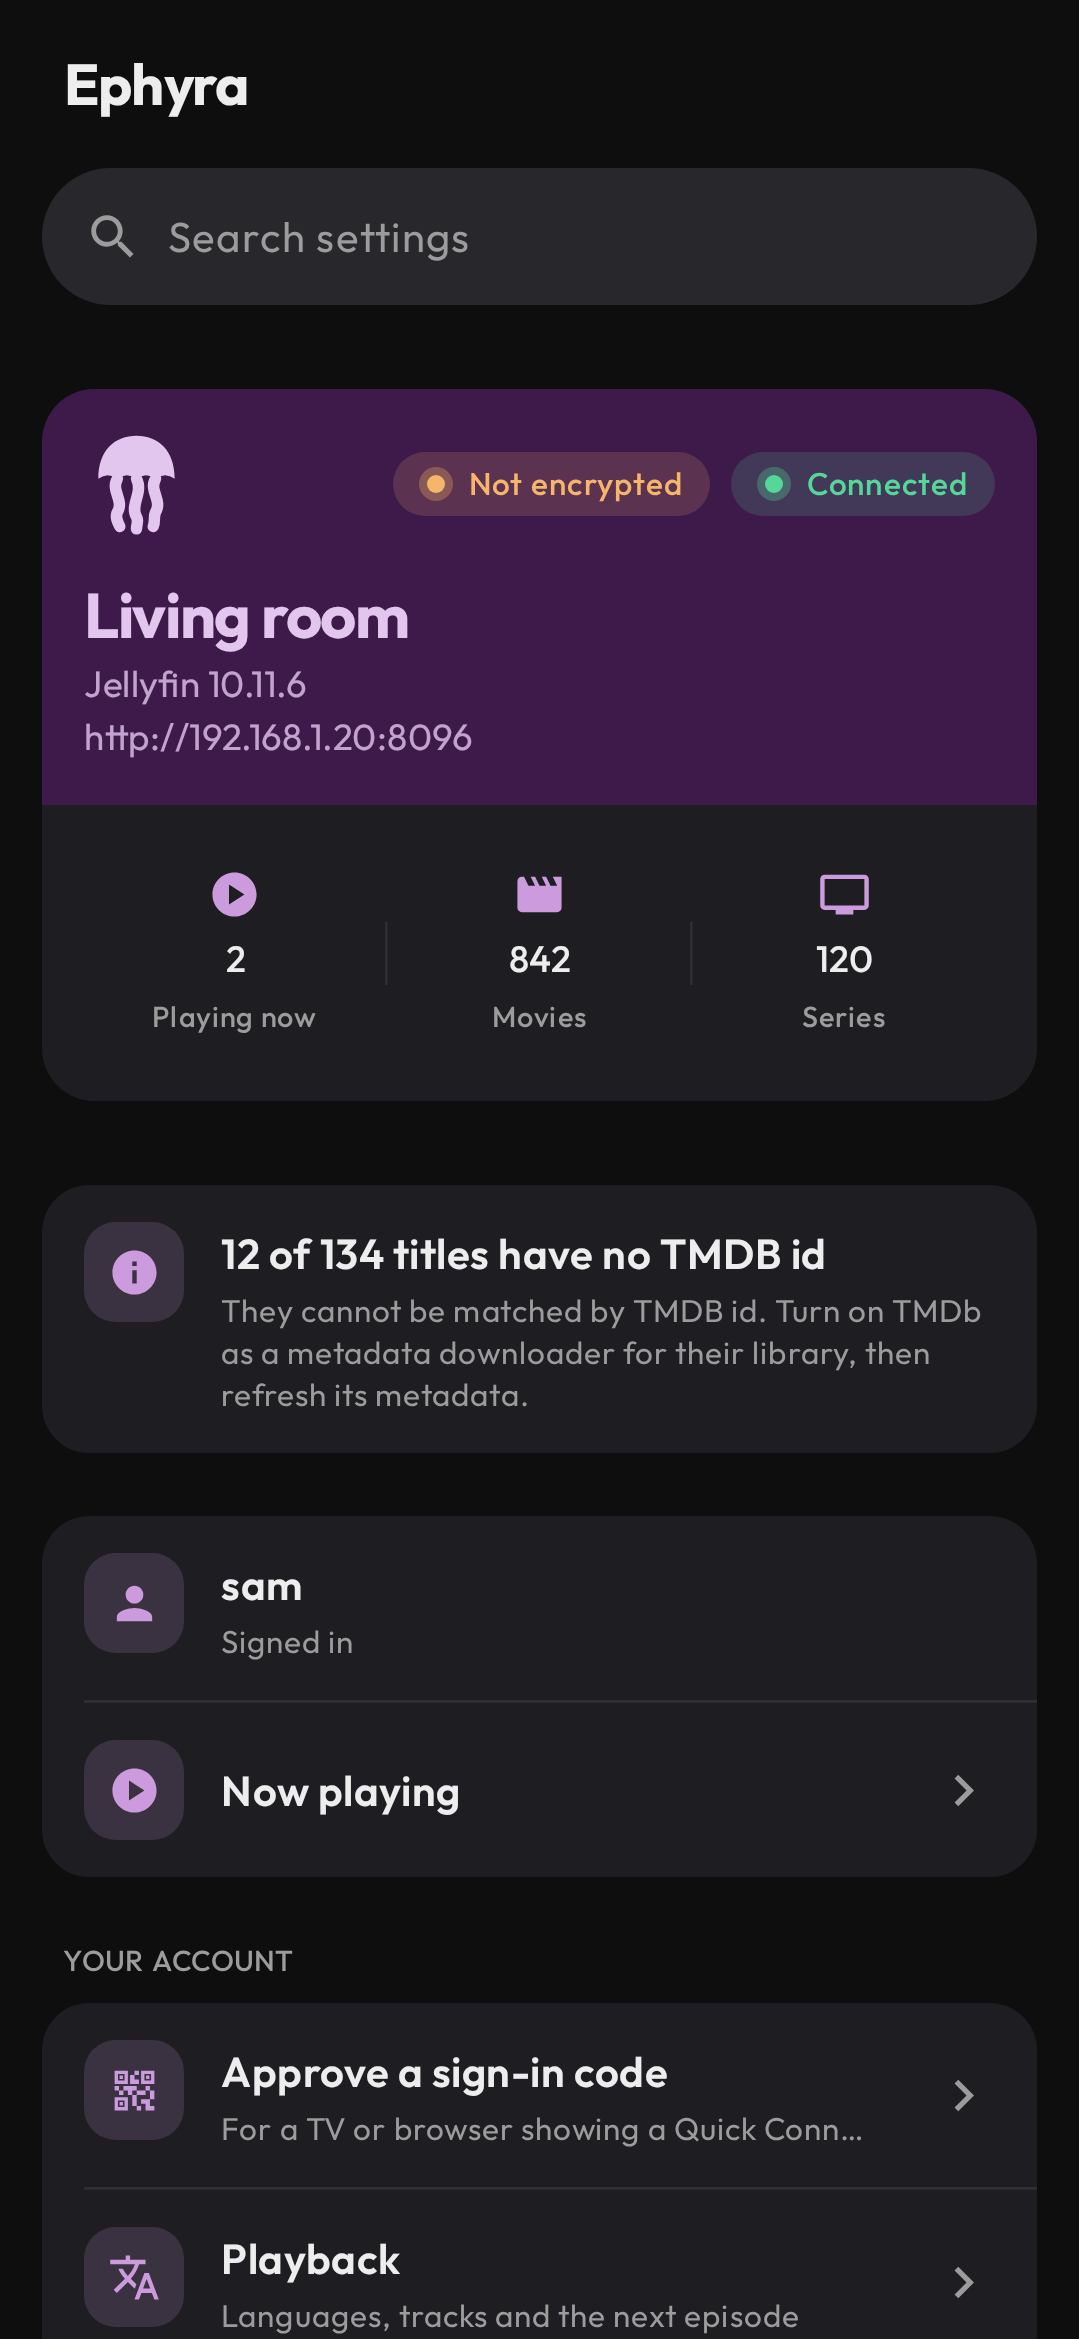 Ephyra
Search settings
Not encrypted
Connected
Living room
Jellyfin 10.11.6
http://192.168.1.20:8096
2
842
120
Playing now
Movies
Series
12 of 134 titles have no TMDB id
They cannot be matched by TMDB id. Turn on TMDb
as a metadata downloader for their library, then
refresh its metadata.
sam
Signed in
Now playing
YOUR ACCOUNT
Approve a sign-in code
For a TV or browser showing a Quick Conn...
Playback
Languages, tracks and the next episode